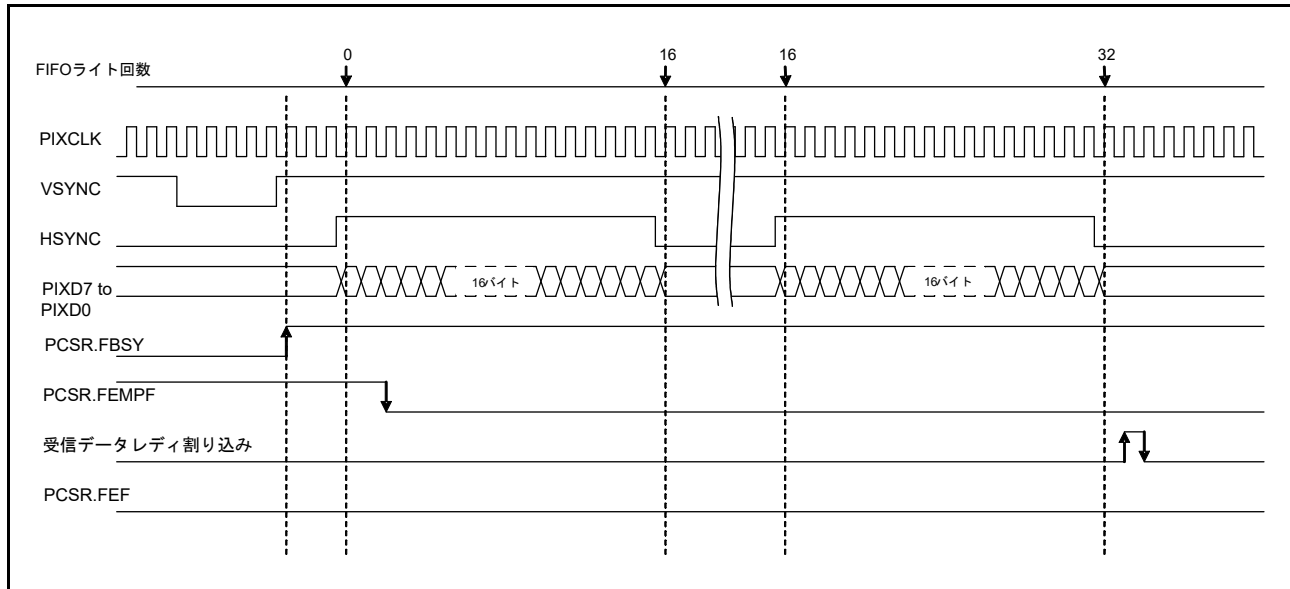 0 16 16 32
FIFOライト回数
PIXCLK
VSYNC
HSYNC
16バイト 16バイト
PIXD7 to
PIXD0
PCSR.FBSY
PCSR.FEMPF
受信データレディ割り込み
PCSR.FEF